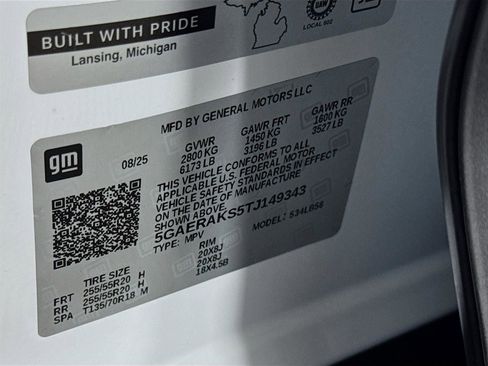 BUILT WITH PRIDE
Lansing, Michigan
UAW
LOCAL 602
MFD BY GENERAL MOTORS LLC
gm
08/25
GVWR
2800 KG
6173 LB
GAWR FRT
1450 KG
3196 LB
GAWR RR
1600 KG
3527 LB
THIS VEHICLE CONFORMS TO ALL
APPLICABLE U.S. FEDERAL MOTOR
VEHICLE SAFETY STANDARDS IN EFFECT
ON THE DATE OF MANUFACTURE
SHOWN ABOVE
5GAERAKS5TJ149343
TYPE: MPV
MODEL: 534LB56
TIRE SIZE
RIM
FRT 255/55R20 H 20X8J
RR 255/55R20 H 20X8J
SPA T135/70R18 M 18X4.5B